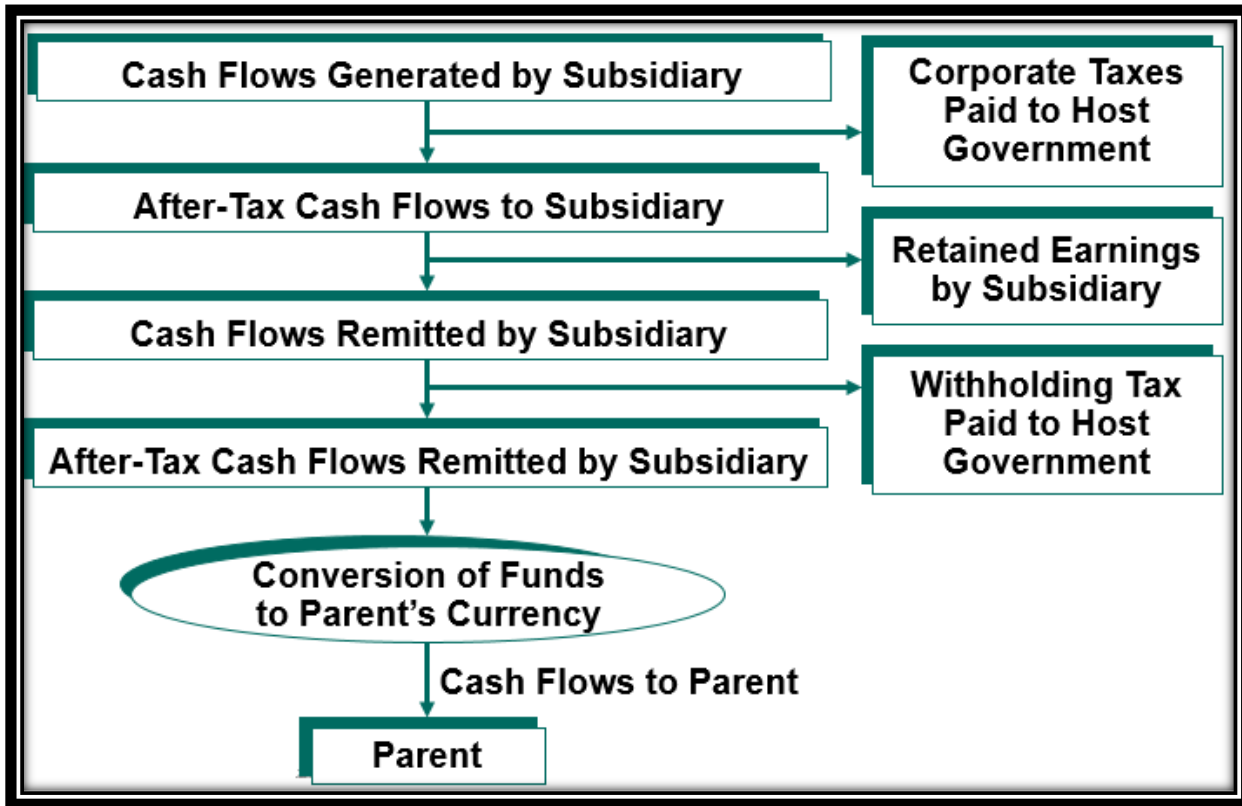 Cash Flows Generated by Subsidiary
Corporate Taxes
Paid to Host
Government
After-Tax Cash Flows to Subsidiary
Retained Earnings
by Subsidiary
Cash Flows Remitted by Subsidiary
Withholding Tax
Paid to Host
Government
After-Tax Cash Flows Remitted by Subsidiary
Conversion of Funds
to Parent’s Currency
Cash Flows to Parent
Parent